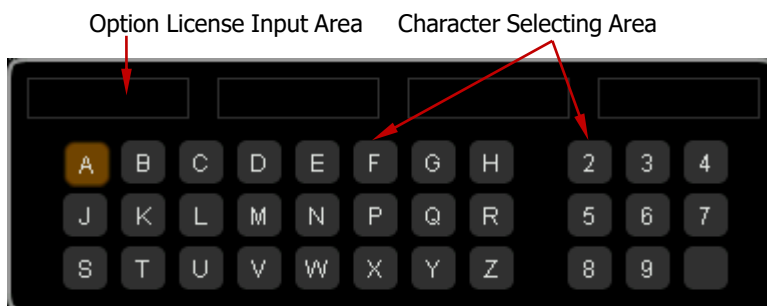 Option License Input Area Character Selecting Area
A B C D E F G H 2 3 4
J K L M N P Q R 5 6 7
S T U V W X Y Z 8 9